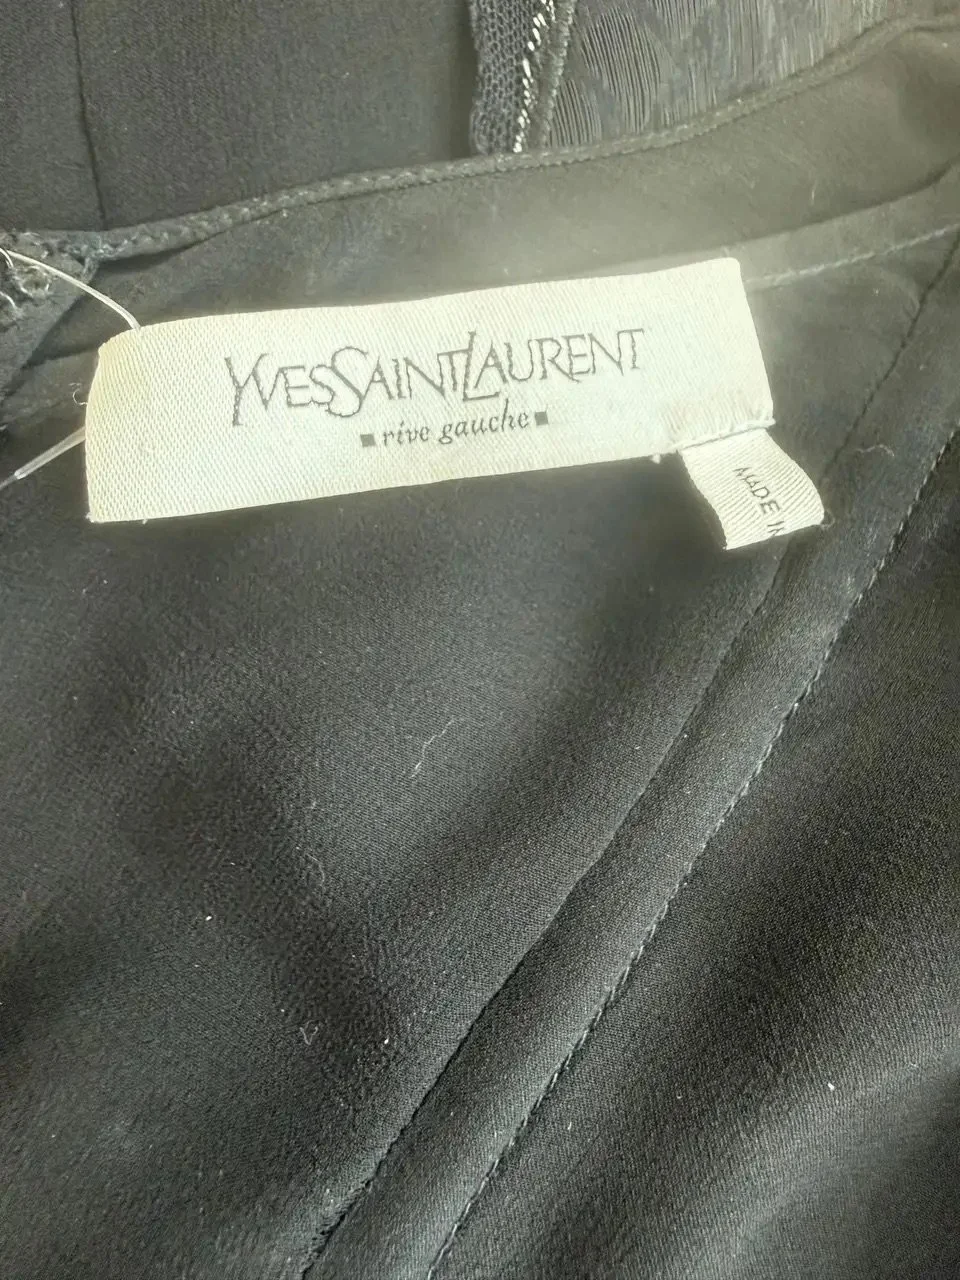 YVESSAINTLAURENT
rive gauche
MADE IN